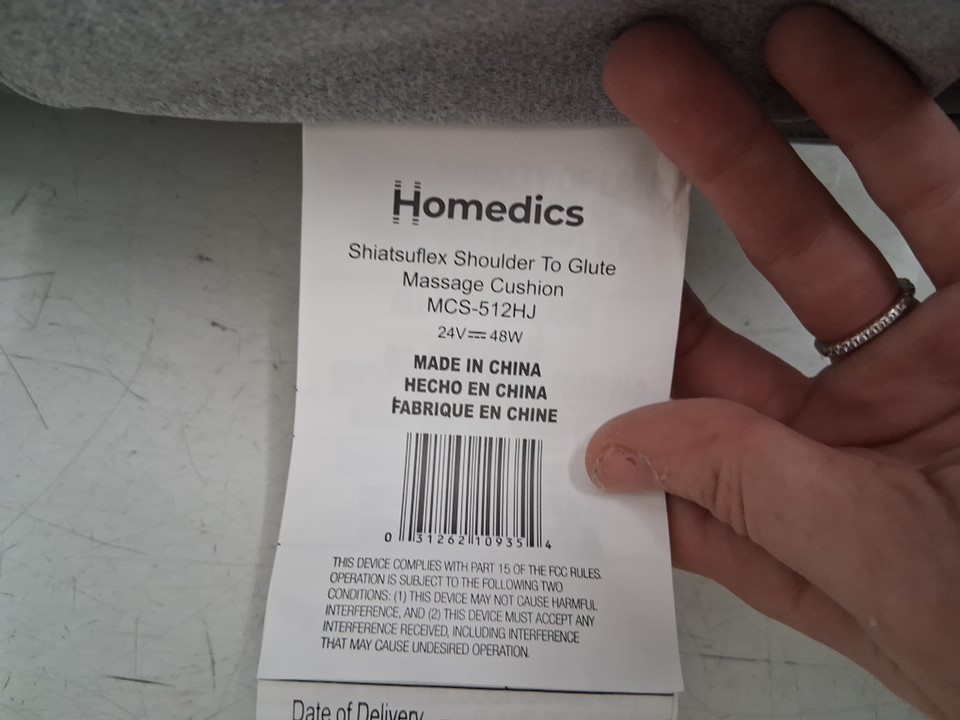 Homedics
Shiatsuflex Shoulder To Glute
Massage Cushion
MCS-512HJ
24V⎓48W
MADE IN CHINA
HECHO EN CHINA
FABRIQUE EN CHINE
0 31262 10935 4
THIS DEVICE COMPLIES WITH PART 15 OF THE FCC RULES.
OPERATION IS SUBJECT TO THE FOLLOWING TWO
CONDITIONS: (1) THIS DEVICE MAY NOT CAUSE HARMFUL
INTERFERENCE, AND (2) THIS DEVICE MUST ACCEPT ANY
INTERFERENCE RECEIVED, INCLUDING INTERFERENCE
THAT MAY CAUSE UNDESIRED OPERATION.
Date of Delivery